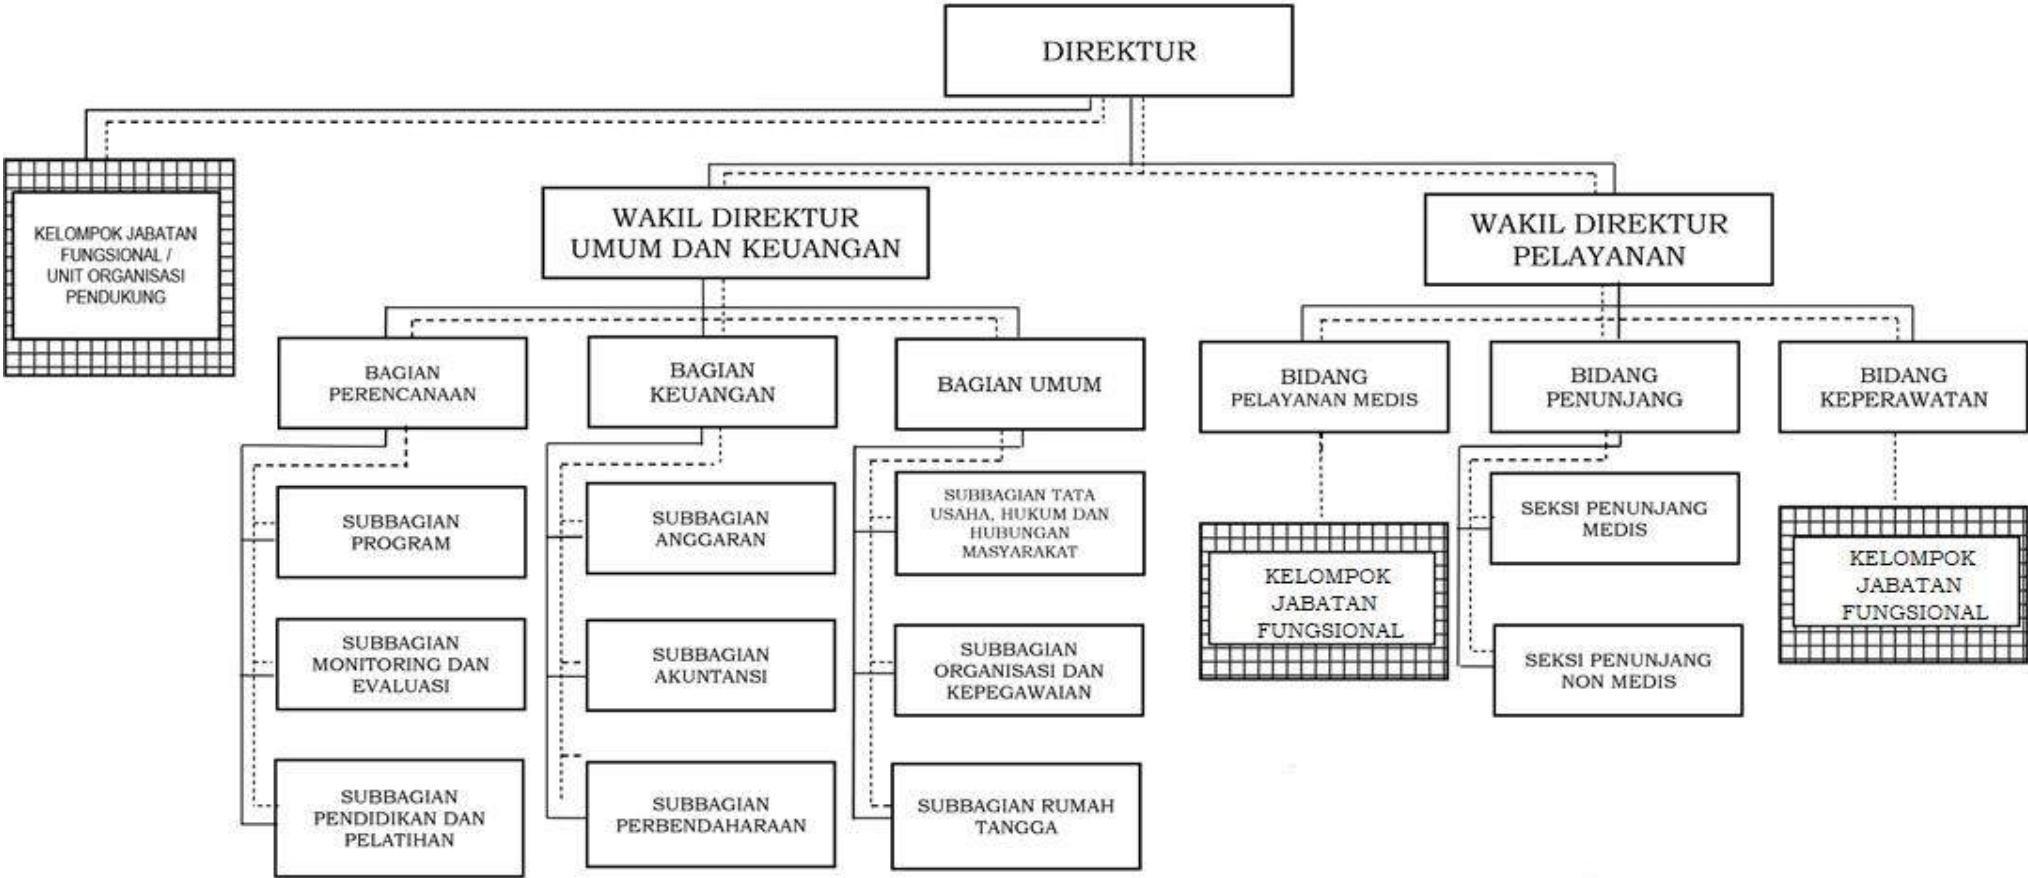 DIREKTUR
KELOMPOK JABATAN
FUNGSIONAL /
UNIT ORGANISASI
PENDUKUNG
WAKIL DIREKTUR
UMUM DAN KEUANGAN
WAKIL DIREKTUR
PELAYANAN
BAGIAN
PERENCANAAN
BAGIAN
KEUANGAN
BAGIAN UMUM
BIDANG
PELAYANAN MEDIS
BIDANG
PENUNJANG
BIDANG
KEPERAWATAN
SUBBAGIAN
PROGRAM
SUBBAGIAN
MONITORING DAN
EVALUASI
SUBBAGIAN
PENDIDIKAN DAN
PELATIHAN
SUBBAGIAN
ANGGARAN
SUBBAGIAN
AKUNTANSI
SUBBAGIAN
PERBENDAHARAAN
SUBBAGIAN TATA
USAHA, HUKUM DAN
HUBUNGAN
MASYARAKAT
SUBBAGIAN
ORGANISASI DAN
KEPEGAWAIAN
SUBBAGIAN RUMAH
TANGGA
KELOMPOK
JABATAN
FUNGSIONAL
SEKSI PENUNJANG
MEDIS
SEKSI PENUNJANG
NON MEDIS
KELOMPOK
JABATAN
FUNGSIONAL